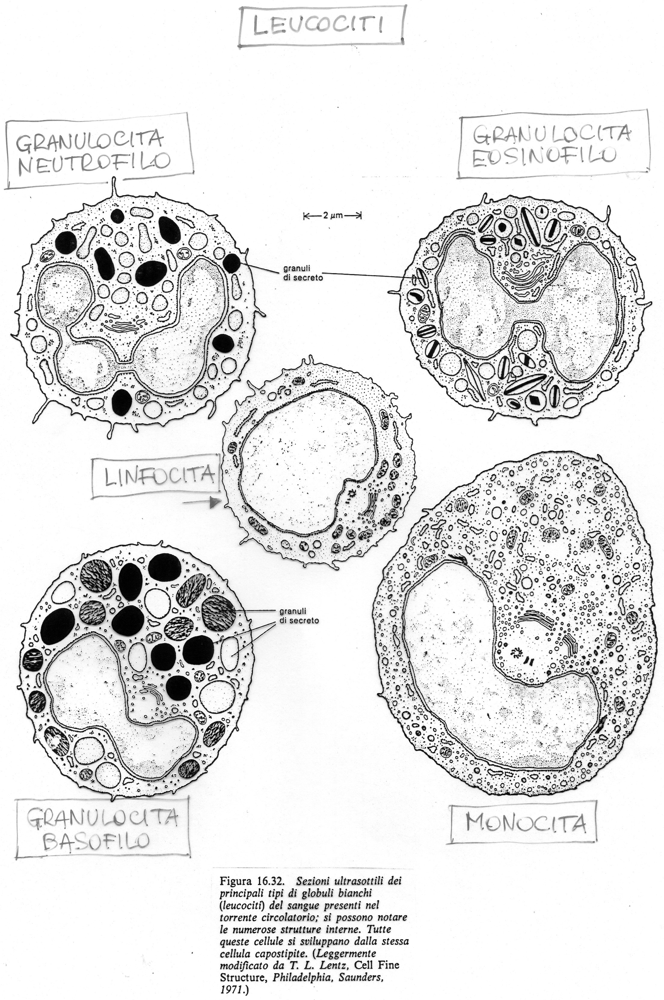 LEUCOCITI
GRANULOCITA
NEUTROFILO
GRANULOCITA
EOSINOFILO
2 µm
granuli
di secreto
LINFOCITA
granuli
di secreto
GRANULOCITA
BASOFILO
MONOCITA
Figura 16.32. Sezioni ultrasottili dei
principali tipi di globuli bianchi
(leucociti) del sangue presenti nel
torrente circolatorio; si possono notare
le numerose strutture interne. Tutte
queste cellule si sviluppano dalla stessa
cellula capostipite. (Leggermente
modificato da T. L. Lentz, Cell Fine
Structure, Philadelphia, Saunders,
1971.)